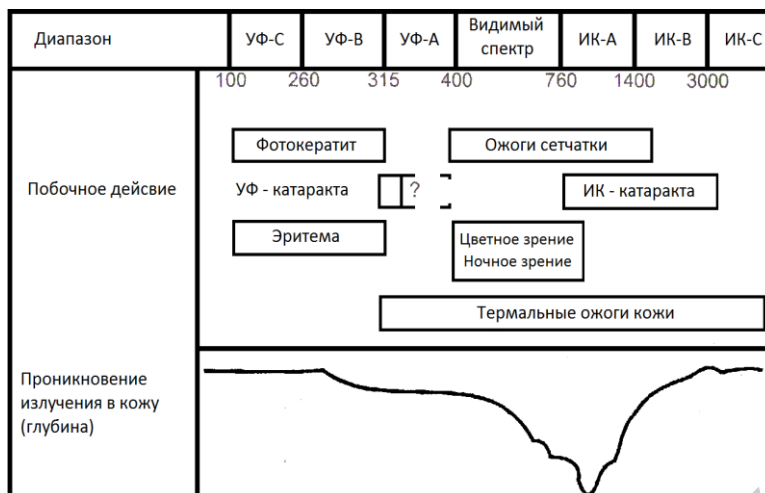 Диапазон
УФ-С
УФ-В
УФ-А
Видимый
спектр
ИК-А
ИК-В
ИК-С
100
260
315
400
760
1400
3000
Побочное дейсвие
Фотокератит
Ожоги сетчатки
УФ - катаракта
?
ИК - катаракта
Эритема
Цветное зрение
Ночное зрение
Термальные ожоги кожи
Проникновение
излучения в кожу
(глубина)